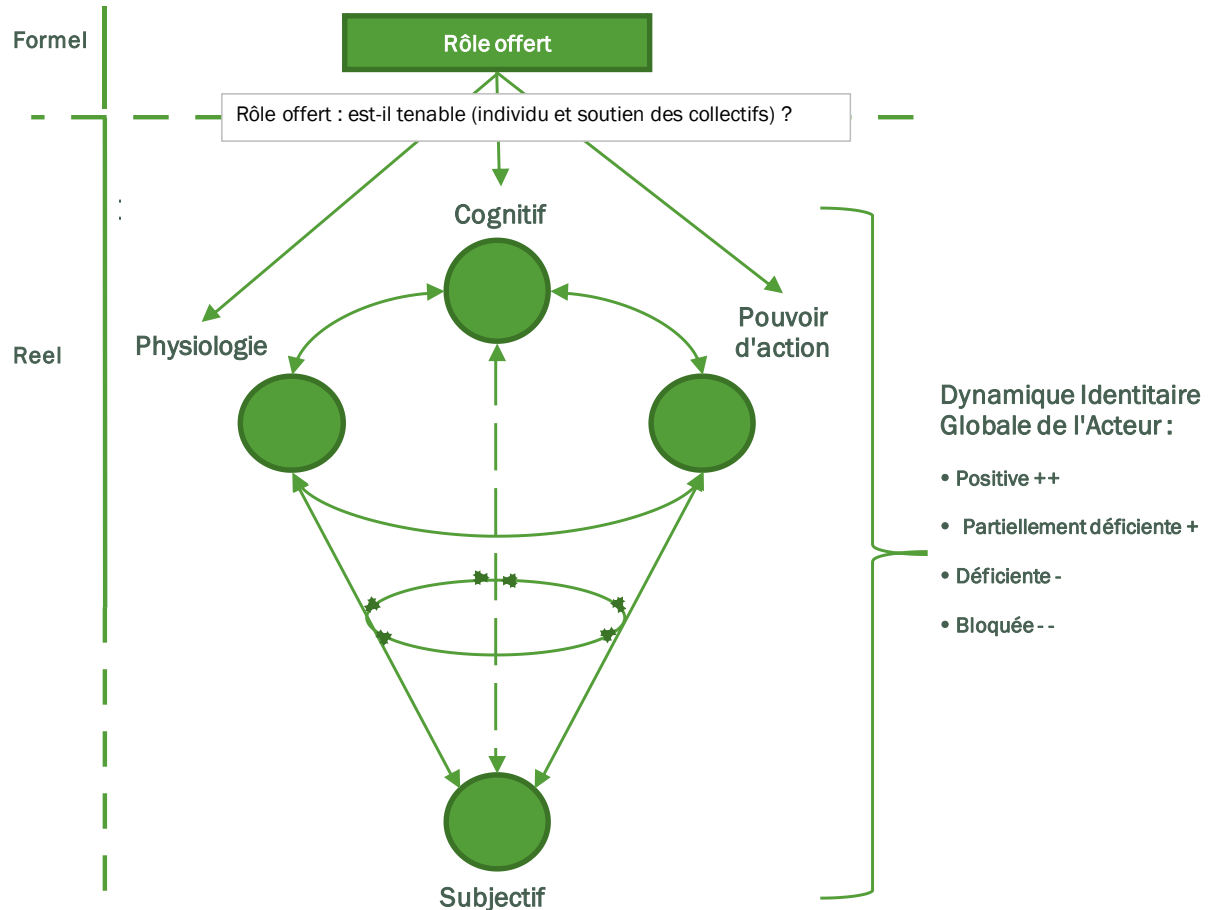 Formel
Rôle offert
Rôle offert : est-il tenable (individu et soutien des collectifs) ?
:
Cognitif
Physiologie
Pouvoir
d'action
Reel
Dynamique Identitaire
Globale de l'Acteur :
• Positive ++
• Partiellement déficiente +
• Déficiente -
• Bloquée - -
Subjectif